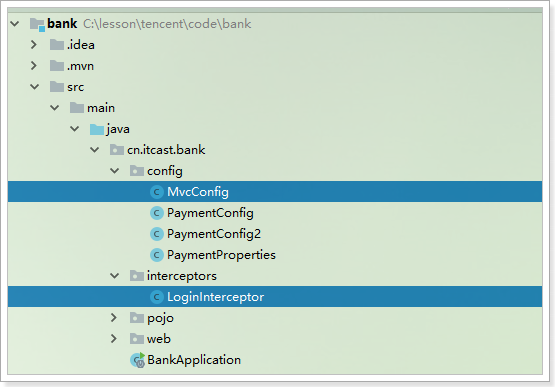 bank C:\lesson\tencent\code\bank
.idea
.mvn
src
main
java
cn.itcast.bank
config
MvcConfig
PaymentConfig
PaymentConfig2
PaymentProperties
interceptors
LoginInterceptor
pojo
web
BankApplication